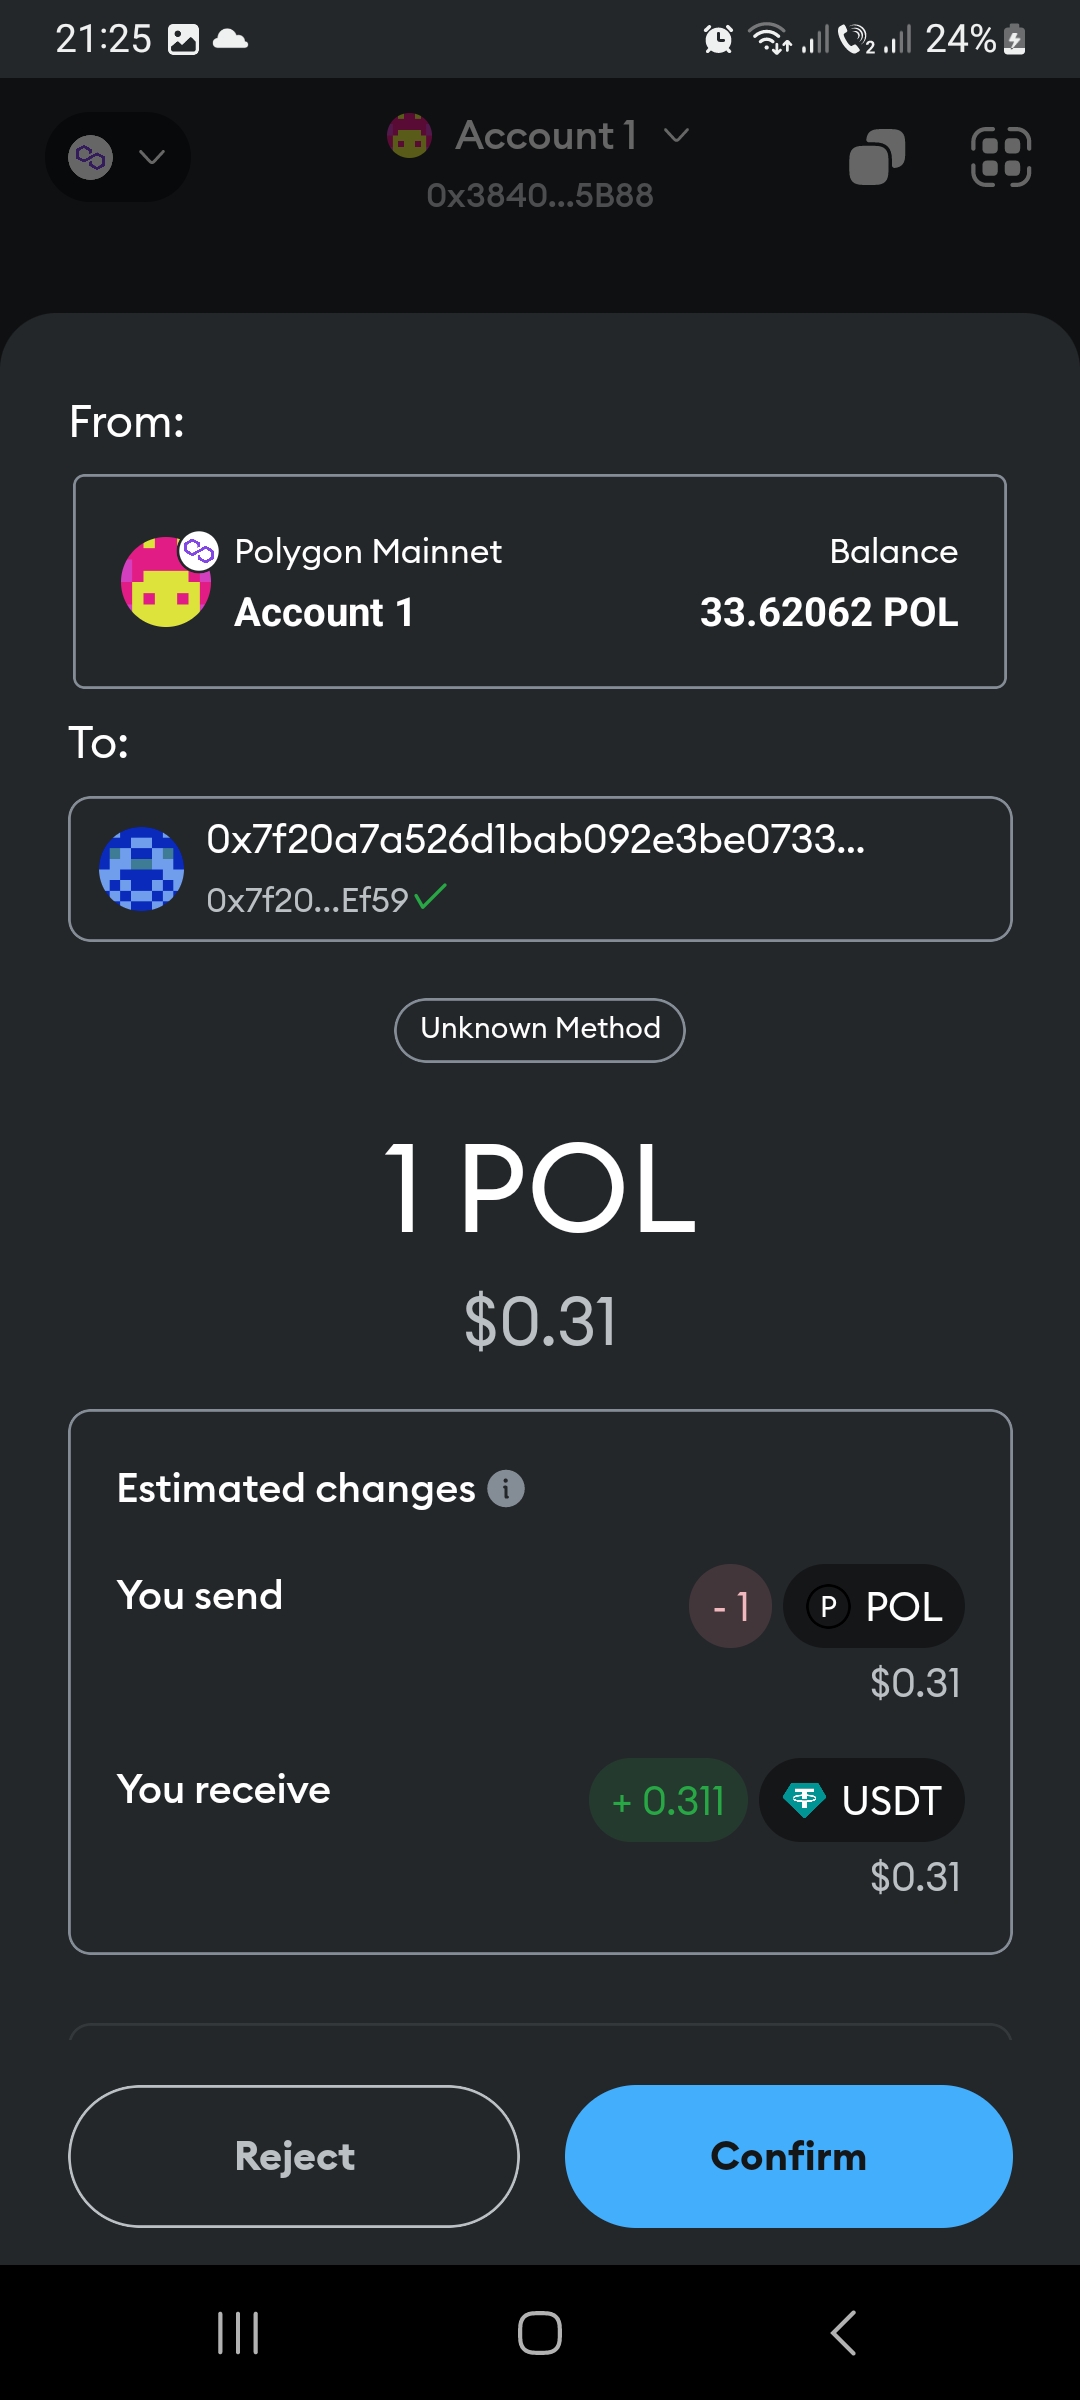 21:25
2
24%
Account 1
0x3840...5B88
From:
Polygon Mainnet Balance
Account 1 33.62062 POL
To:
0x7f20a7a526d1bab092e3be0733...
0x7f20...Ef59
Unknown Method
1 POL
$0.31
Estimated changes i
You send - 1 P POL
$0.31
You receive + 0.311 USDT
$0.31
Reject Confirm